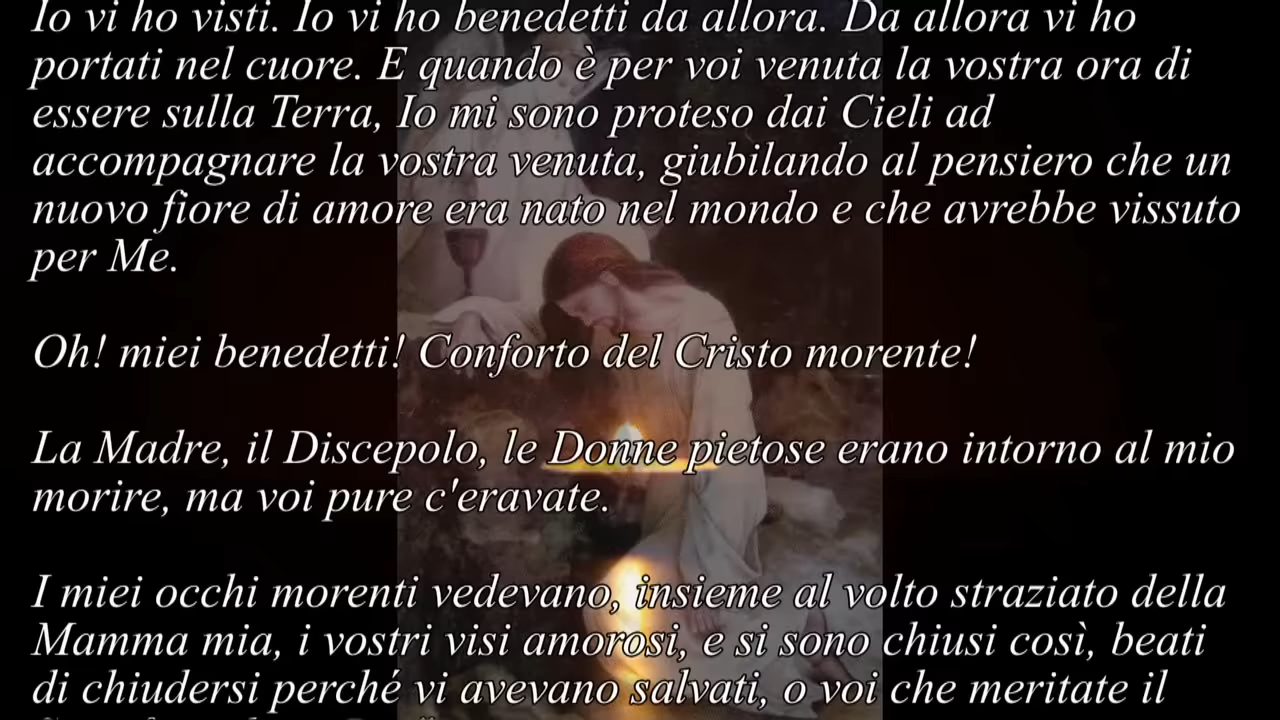 Io vi ho visti. Io vi ho benedetti da allora. Da allora vi ho
portati nel cuore. E quando è per voi venuta la vostra ora di
essere sulla Terra, Io mi sono proteso dai Cieli ad
accompagnare la vostra venuta, giubilando al pensiero che un
nuovo fiore di amore era nato nel mondo e che avrebbe vissuto
per Me.
Oh! miei benedetti! Conforto del Cristo morente!
La Madre, il Discepolo, le Donne pietose erano intorno al mio
morire, ma voi pure c'eravate.
I miei occhi morenti vedevano, insieme al volto straziato della
Mamma mia, i vostri visi amorosi, e si sono chiusi così, beati
di chiudersi perché vi avevano salvati, o voi che meritate il